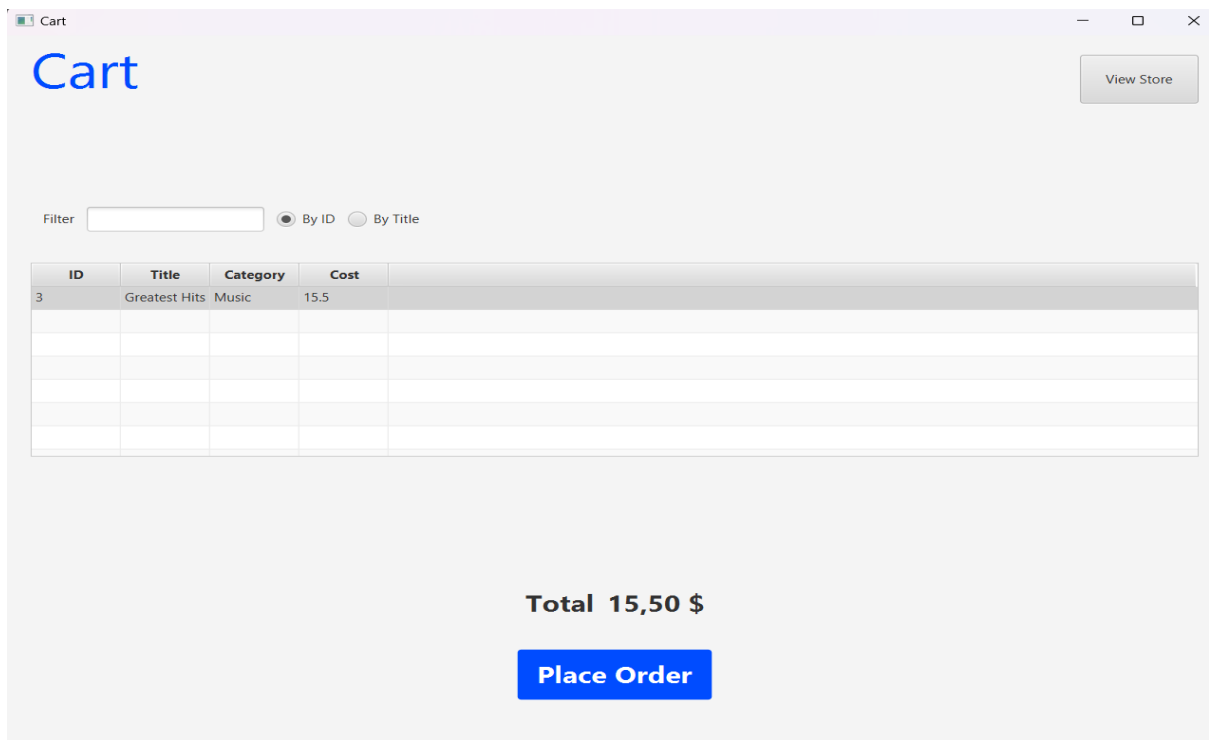 Cart
Cart
View Store
Filter By ID By Title
ID Title Category Cost
3 Greatest Hits Music 15.5
Total 15,50 $
Place Order